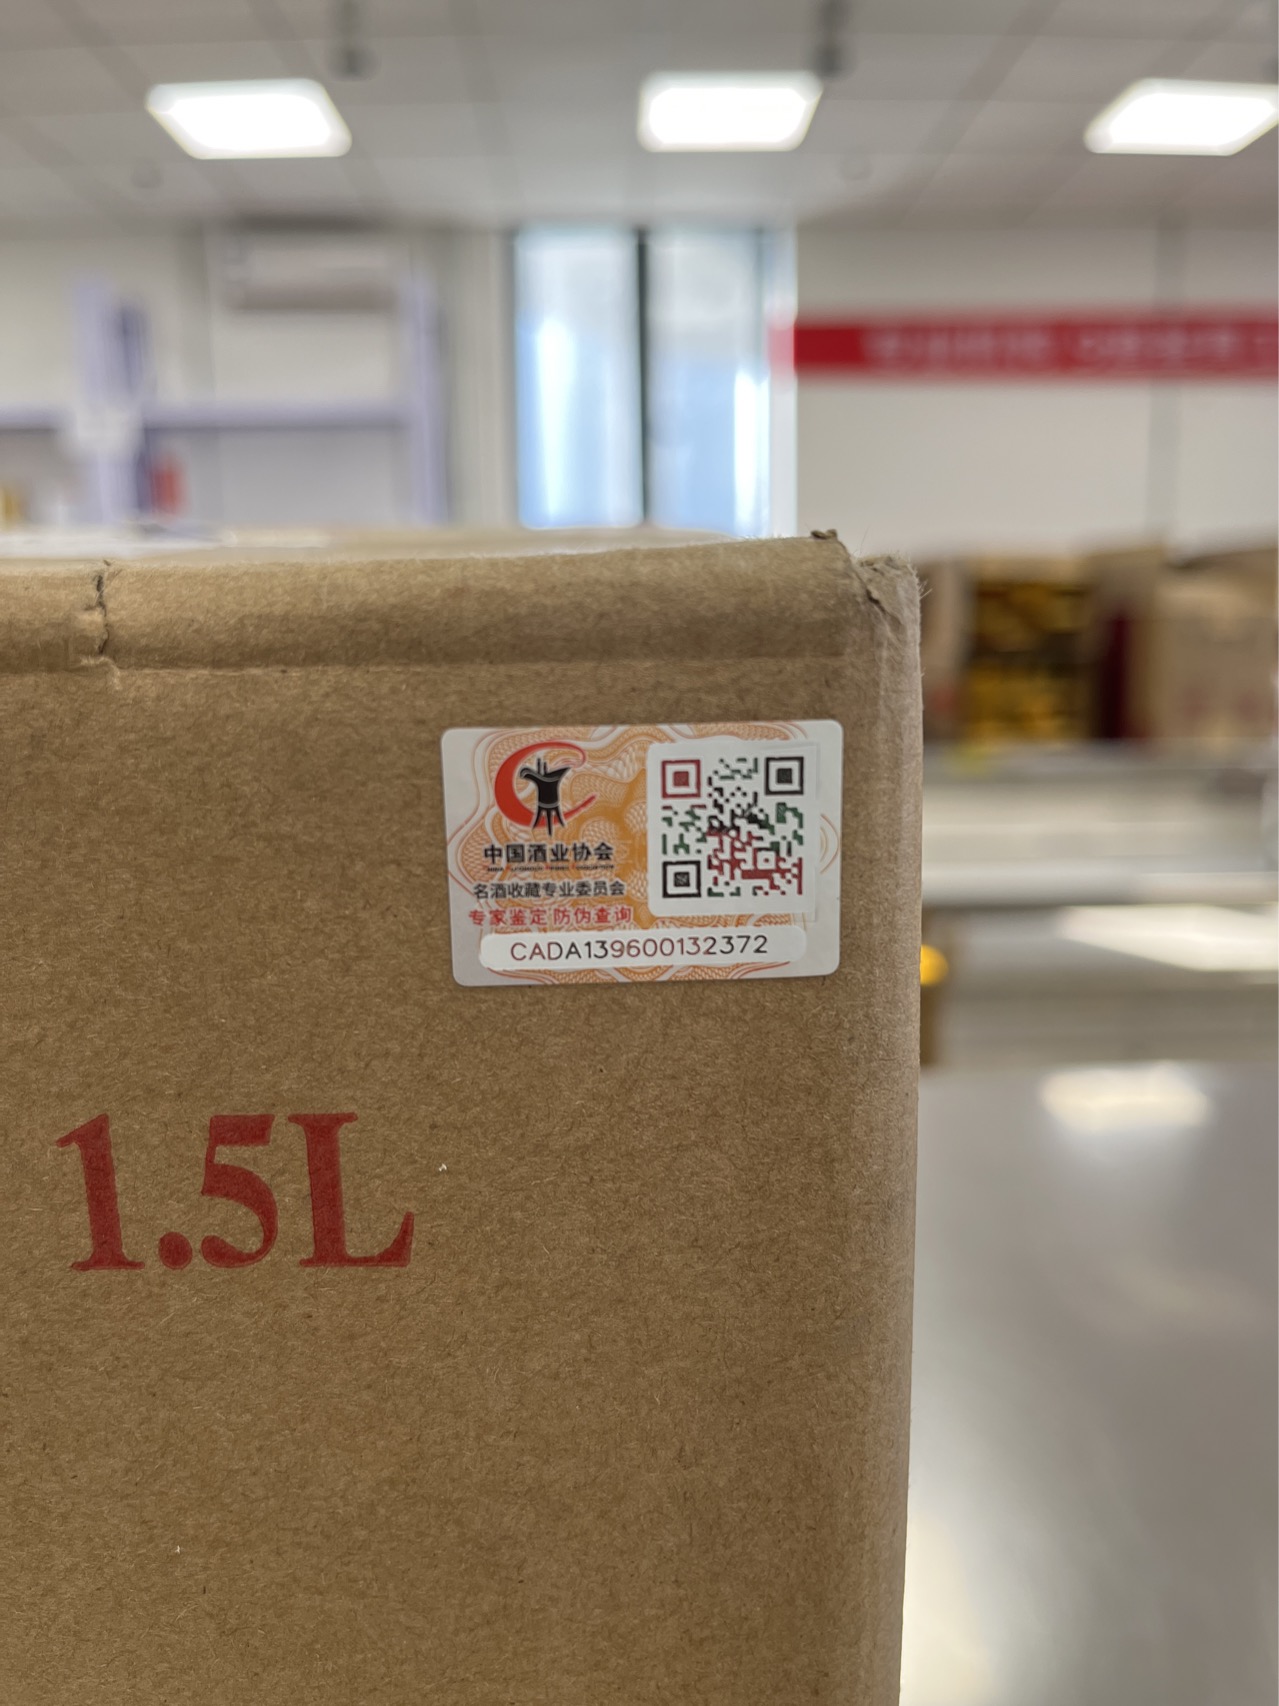 中国酒业协会
名酒收藏专业委员会
专家鉴定 防伪查询
CADA139600132372
1.5L